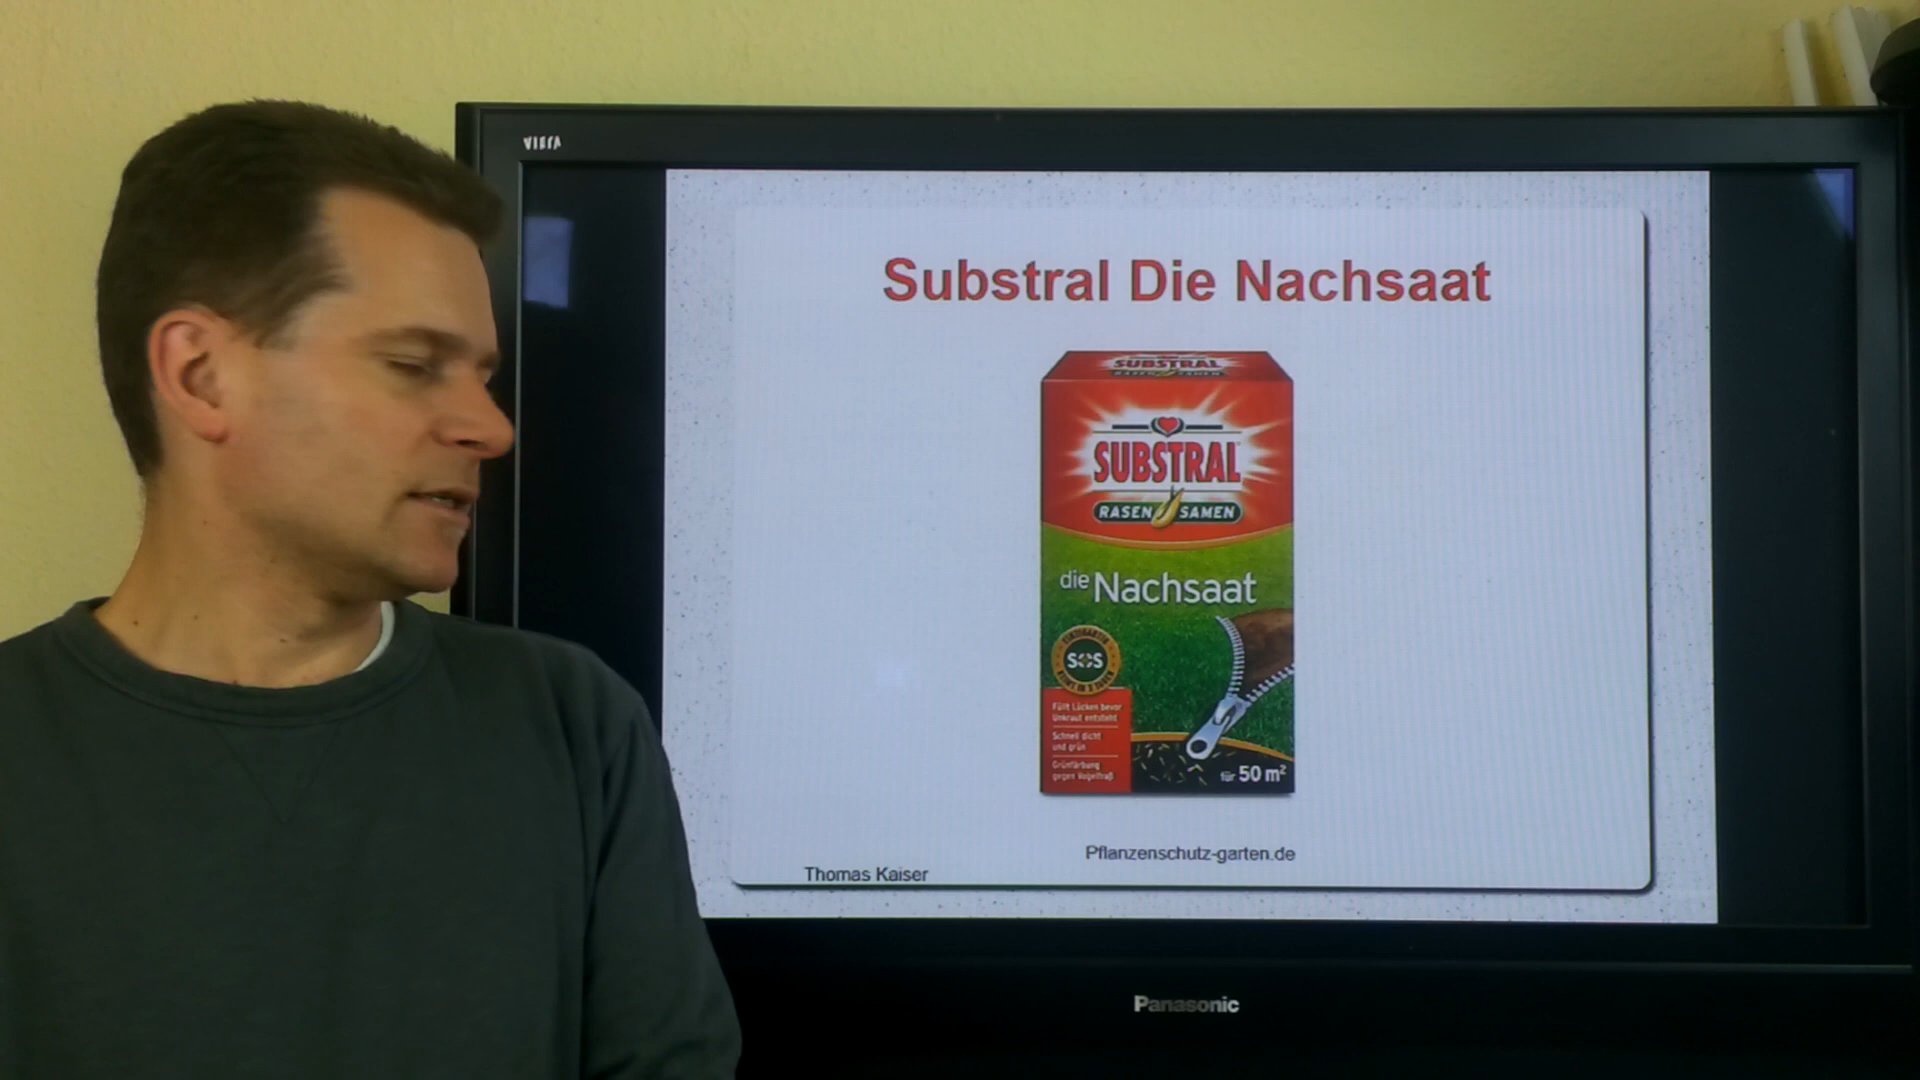 VIErA
Substral Die Nachsaat
SUBSTRAL
SUBSTRAL
RASEN SAMEN
die Nachsaat
SOS
Füllt Lücken bevor
Unkraut entsteht
Schnell dicht
und grün
Grünfärbung
gegen Vogelfraß
für 50 m²
Pflanzenschutz-garten.de
Thomas Kaiser
Panasonic